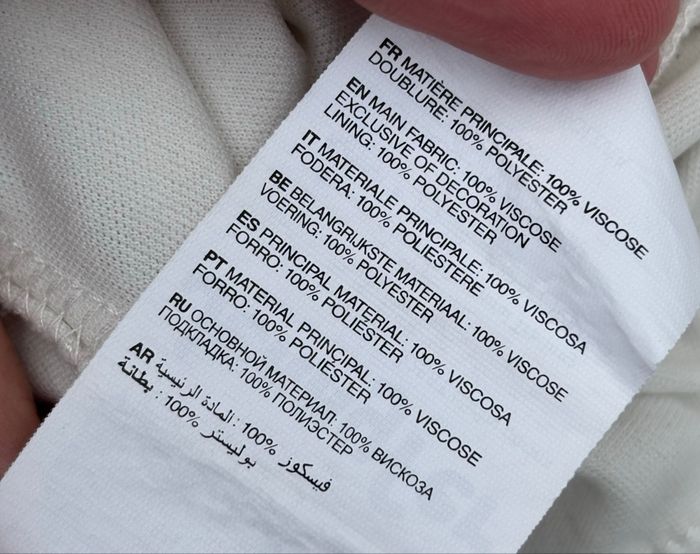 FR MATIÈRE PRINCIPALE: 100% VISCOSE
DOUBLURE: 100% POLYESTER
EN MAIN FABRIC: 100% VISCOSE
EXCLUSIVE OF DECORATION
LINING: 100% POLYESTER
IT MATERIALE PRINCIPALE: 100% VISCOSA
FODERA: 100% POLIESTERE
BE BELANGRIJKSTE MATERIAAL: 100% VISCOSE
VOERING: 100% POLYESTER
ES PRINCIPAL MATERIAL: 100% VISCOSA
FORRO: 100% POLIÉSTER
PT MATERIAL PRINCIPAL: 100% VISCOSE
FORRO: 100% POLIÉSTER
RU ОСНОВНОЙ МАТЕРИАЛ: 100% ВИСКОЗА
ПОДКЛАДКА: 100% ПОЛИЭСТЕР
AR فيسكوز %100 : المادة الرئيسية
بوليستر %100 : بطانة